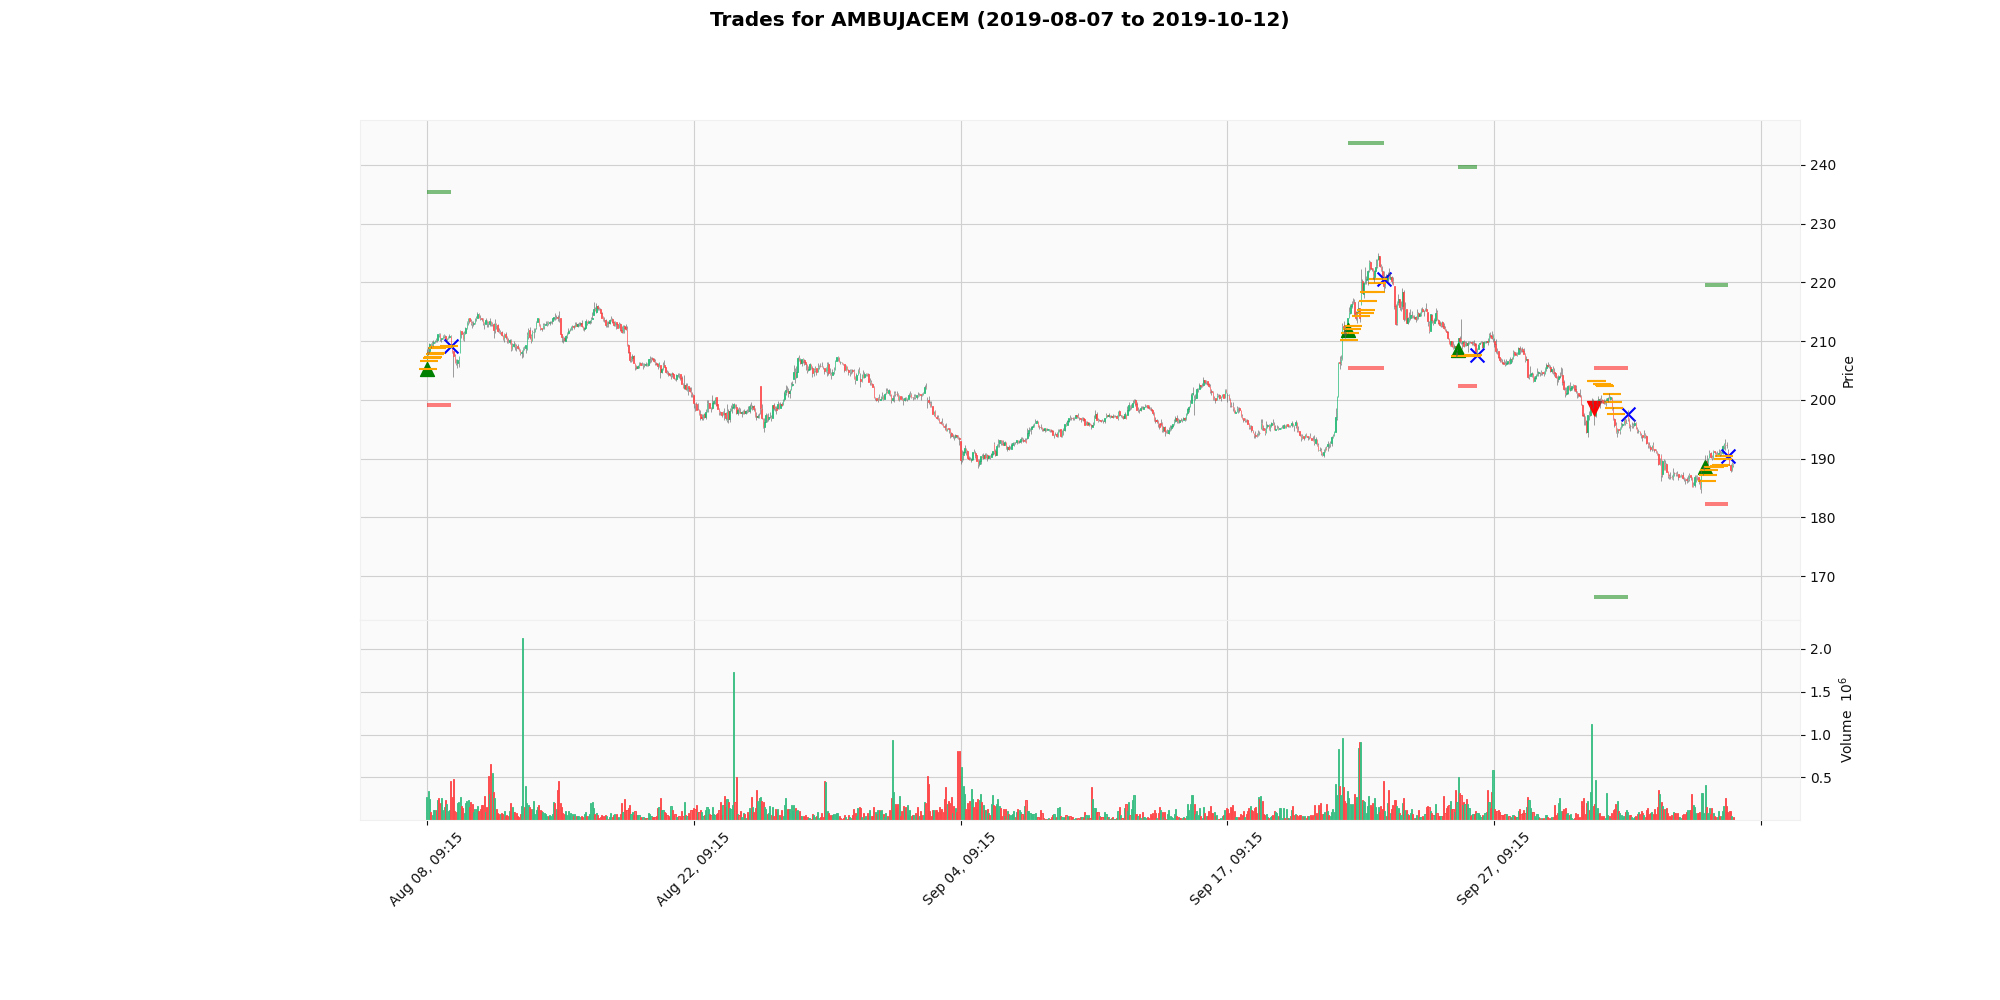 Trades for AMBUJACEM (2019-08-07 to 2019-10-12)
240
230
220
210
200
190
180
170
Price
2.0
1.5
1.0
0.5
Volume 10^6
Aug 08, 09:15
Aug 22, 09:15
Sep 04, 09:15
Sep 17, 09:15
Sep 27, 09:15